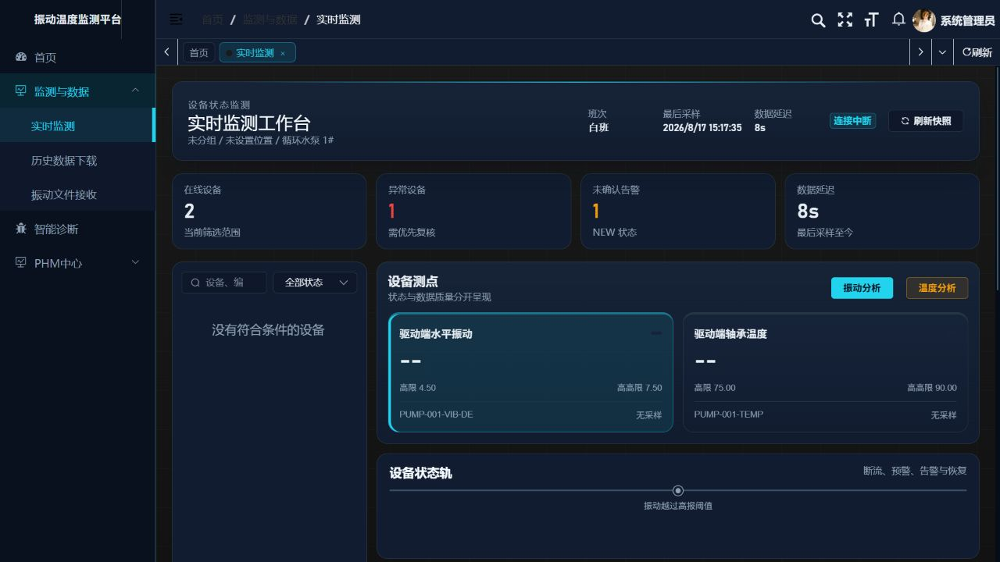 振动温度监测平台
首页 / 监测与数据 / 实时监测
系统管理员
首页
实时监测 ×
刷新
首页
监测与数据
实时监测
历史数据下载
振动文件接收
智能诊断
PHM中心
设备状态监测
实时监测工作台
未分组 / 未设置位置 / 循环水泵 1#
班次
白班
最后采样
2026/8/17 15:17:35
数据延迟
8s
连接中断
刷新快照
在线设备
2
当前筛选范围
异常设备
1
需优先复核
未确认告警
1
NEW 状态
数据延迟
8s
最后采样至今
设备、编
全部状态
没有符合条件的设备
设备测点
状态与数据质量分开呈现
振动分析
温度分析
驱动端水平振动
--
高限 4.50
高高限 7.50
PUMP-001-VIB-DE
无采样
驱动端轴承温度
--
高限 75.00
高高限 90.00
PUMP-001-TEMP
无采样
设备状态轨
断流、预警、告警与恢复
振动越过高报阈值